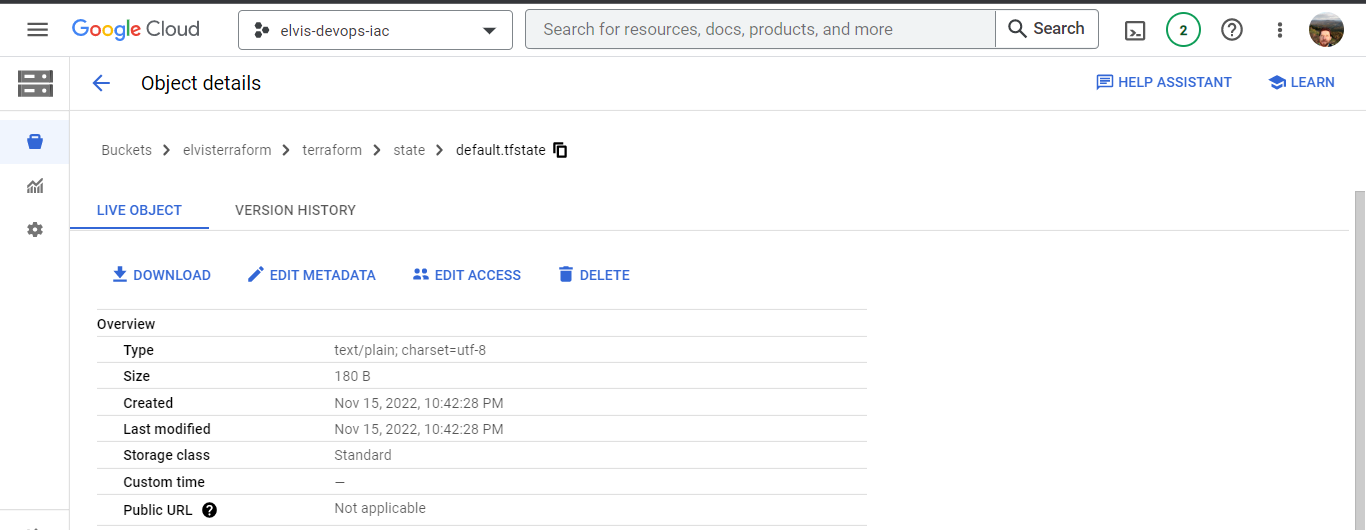 Google Cloud
elvis-devops-iac
Search for resources, docs, products, and more
Search
2
Object details
HELP ASSISTANT
LEARN
Buckets > elvisterraform > terraform > state > default.tfstate
LIVE OBJECT
VERSION HISTORY
DOWNLOAD
EDIT METADATA
EDIT ACCESS
DELETE
Overview
Type text/plain; charset=utf-8
Size 180 B
Created Nov 15, 2022, 10:42:28 PM
Last modified Nov 15, 2022, 10:42:28 PM
Storage class Standard
Custom time —
Public URL Not applicable